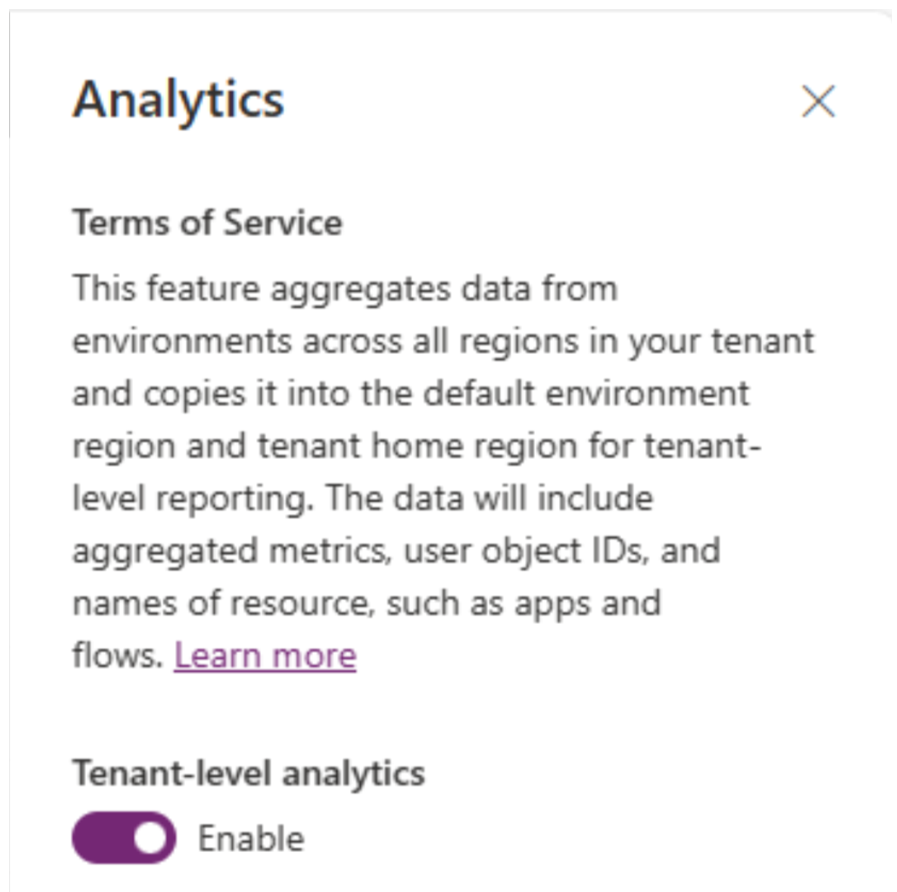 Analytics
Terms of Service
This feature aggregates data from
environments across all regions in your tenant
and copies it into the default environment
region and tenant home region for tenant-
level reporting. The data will include
aggregated metrics, user object IDs, and
names of resource, such as apps and
flows. Learn more
Tenant-level analytics
Enable